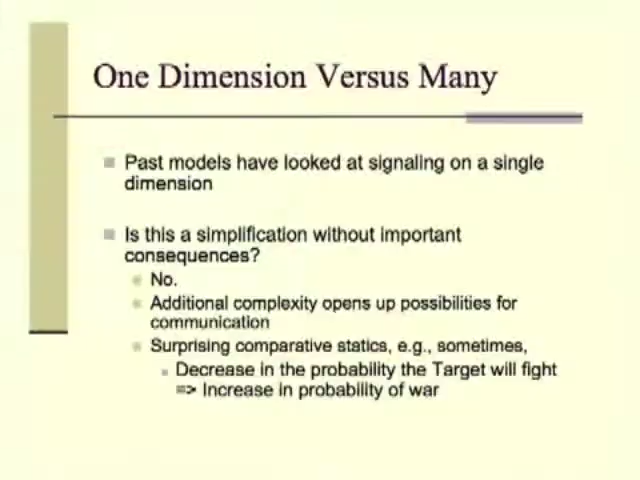 One Dimension Versus Many
Past models have looked at signaling on a single
dimension
Is this a simplification without important
consequences?
No.
Additional complexity opens up possibilities for
communication
Surprising comparative statics, e.g., sometimes,
Decrease in the probability the Target will fight
=> Increase in probability of war